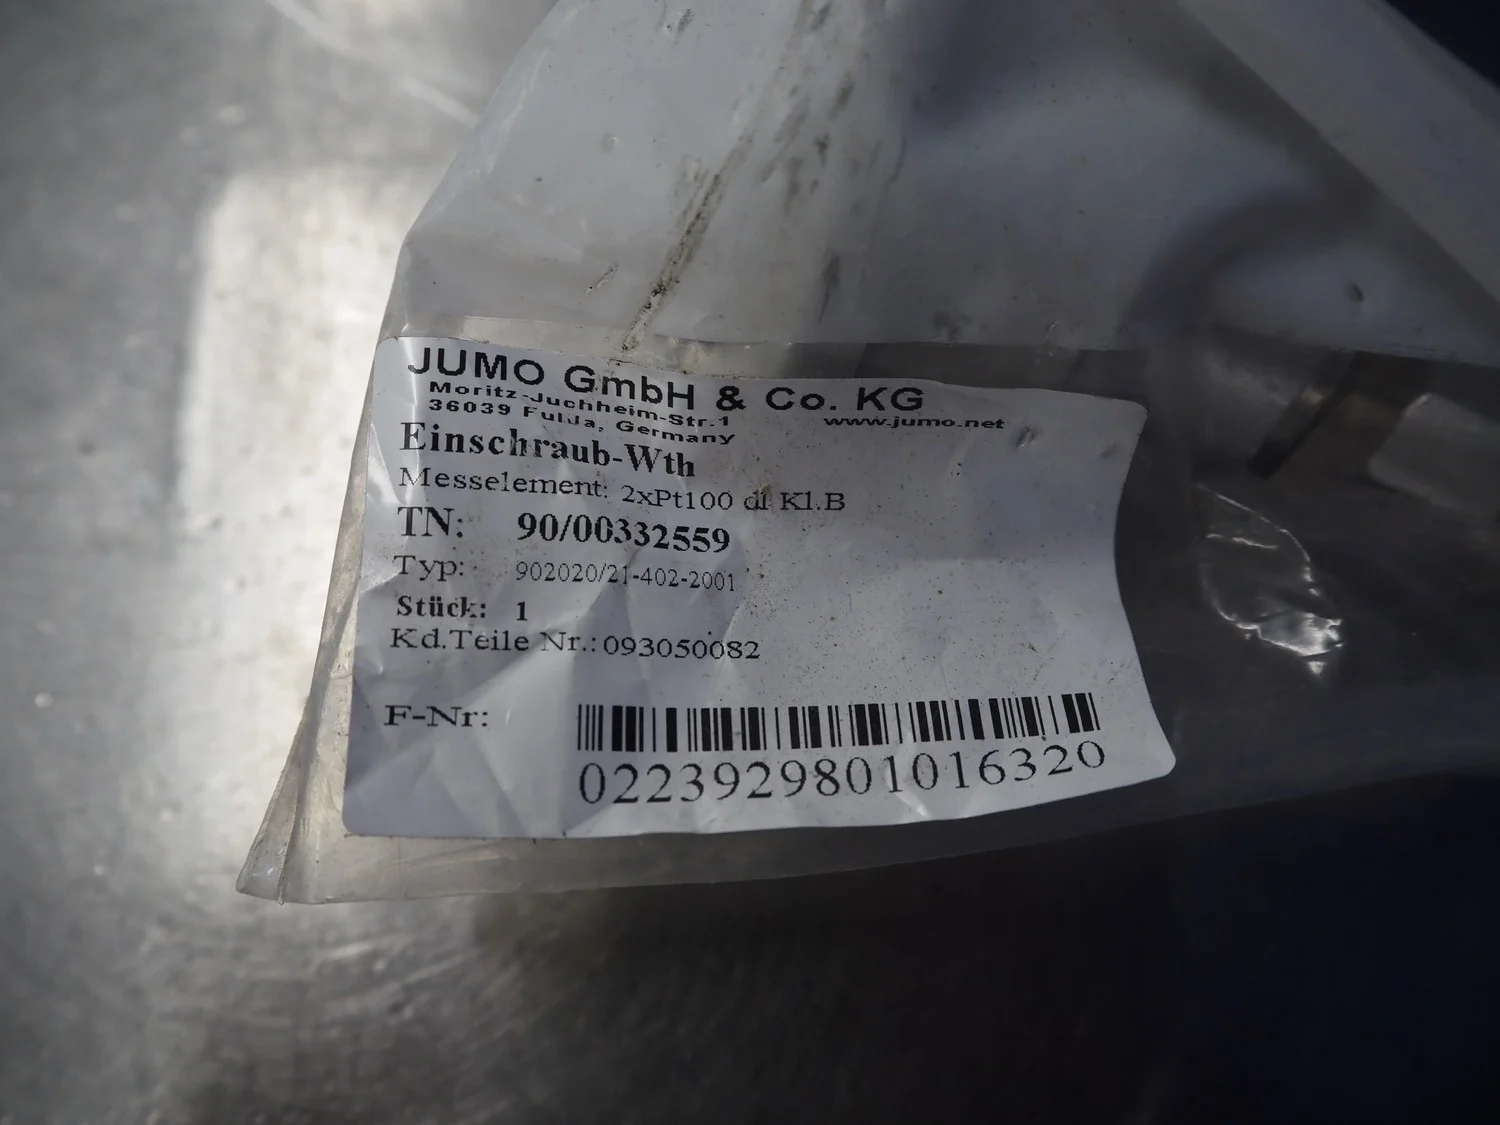 JUMO GmbH & Co. KG
Moritz-Juchheim-Str.1
36039 Fulda, Germany www.jumo.net
Einschraub-Wth
Messelement: 2xPt100 dl Kl.B
TN: 90/00332559
Typ: 902020/21-402-2001
Stück: 1
Kd.Teile Nr.:093050082
F-Nr:
0223929801016320